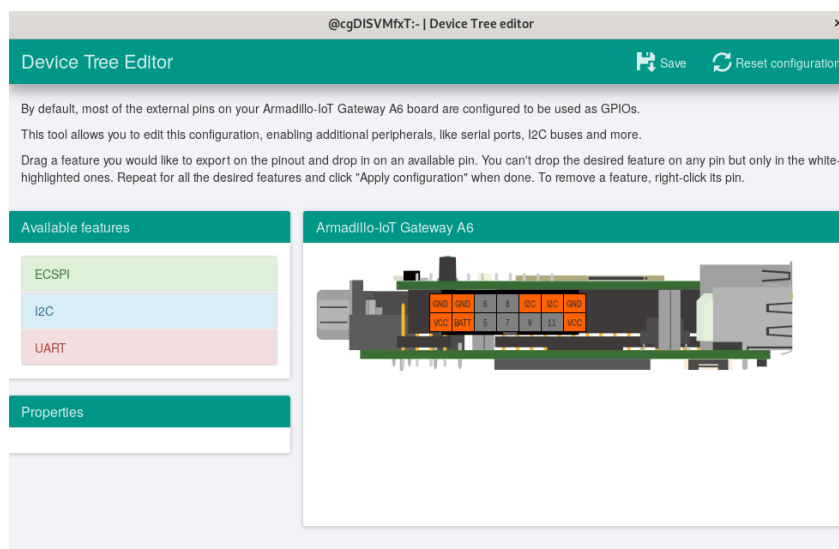 @cgDISVMfxT:~ | Device Tree editor ×
Device Tree Editor Save Reset configuration
By default, most of the external pins on your Armadillo-IoT Gateway A6 board are configured to be used as GPIOs.
This tool allows you to edit this configuration, enabling additional peripherals, like serial ports, I2C buses and more.
Drag a feature you would like to export on the pinout and drop in on an available pin. You can't drop the desired feature on any pin but only in the white-
highlighted ones. Repeat for all the desired features and click "Apply configuration" when done. To remove a feature, right-click its pin.
Available features
ECSPI
I2C
UART
Properties
Armadillo-IoT Gateway A6
GND GND 6 8 I2C I2C GND
VCC BATT 5 7 9 11 VCC